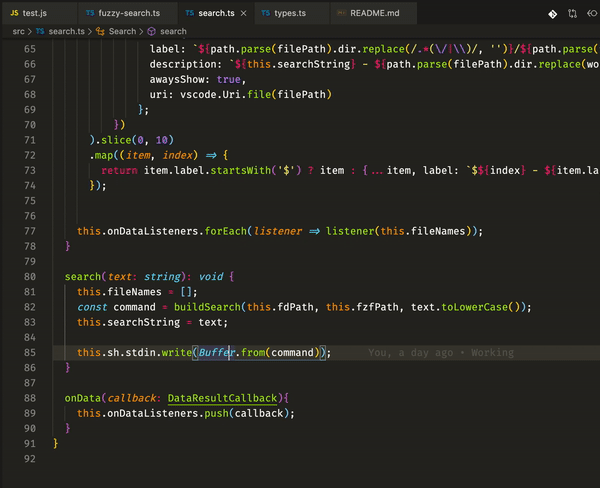 JS test.js TS fuzzy-search.ts TS search.ts × TS types.ts README.md
src > TS search.ts > Search > search
65 label: `${path.parse(filePath).dir.replace(/.*(\/|\\)/, '')}/${path.parse(
66 description: `${this.searchString} - ${path.parse(filePath).dir.replace(wo
67 awaysShow: true,
68 uri: vscode.Uri.file(filePath)
69 };
70 })
71 ).slice(0, 10)
72 .map((item, index) => {
73 return item.label.startsWith('$') ? item : {...item, label: `$${index} - ${item.la
74 });
75
76
77 this.onDataListeners.forEach(listener => listener(this.fileNames));
78 }
79
80 search(text: string): void {
81 this.fileNames = [];
82 const command = buildSearch(this.fdPath, this.fzfPath, text.toLowerCase());
83 this.searchString = text;
84
85 this.sh.stdin.write(Buffer.from(command)); You, a day ago • Working
86 }
87
88 onData(callback: DataResultCallback){
89 this.onDataListeners.push(callback);
90 }
91 }
92